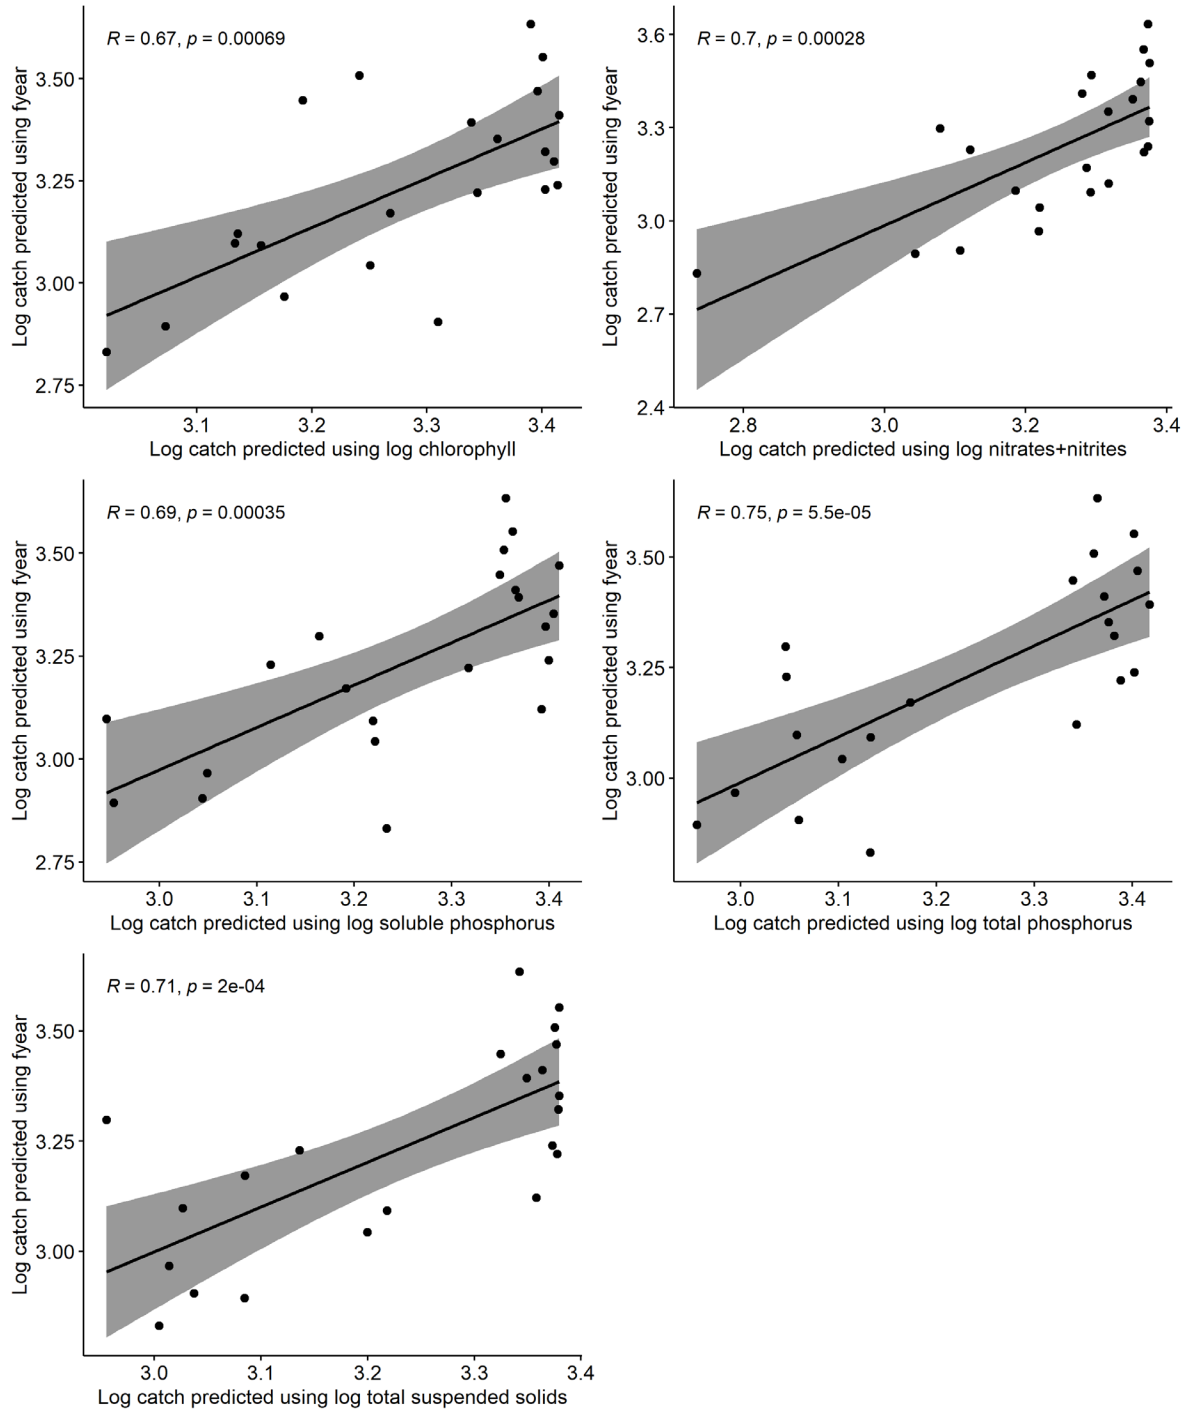 R = 0.67, p = 0.00069
Log catch predicted using fyear
3.50
3.25
3.00
2.75
3.1 3.2 3.3 3.4
Log catch predicted using log chlorophyll
R = 0.7, p = 0.00028
Log catch predicted using fyear
3.6
3.3
3.0
2.7
2.4
2.8 3.0 3.2 3.4
Log catch predicted using log nitrates+nitrites
R = 0.69, p = 0.00035
Log catch predicted using fyear
3.50
3.25
3.00
2.75
3.0 3.1 3.2 3.3 3.4
Log catch predicted using log soluble phosphorus
R = 0.75, p = 5.5e-05
Log catch predicted using fyear
3.50
3.25
3.00
3.0 3.1 3.2 3.3 3.4
Log catch predicted using log total phosphorus
R = 0.71, p = 2e-04
Log catch predicted using fyear
3.50
3.25
3.00
3.0 3.1 3.2 3.3 3.4
Log catch predicted using log total suspended solids